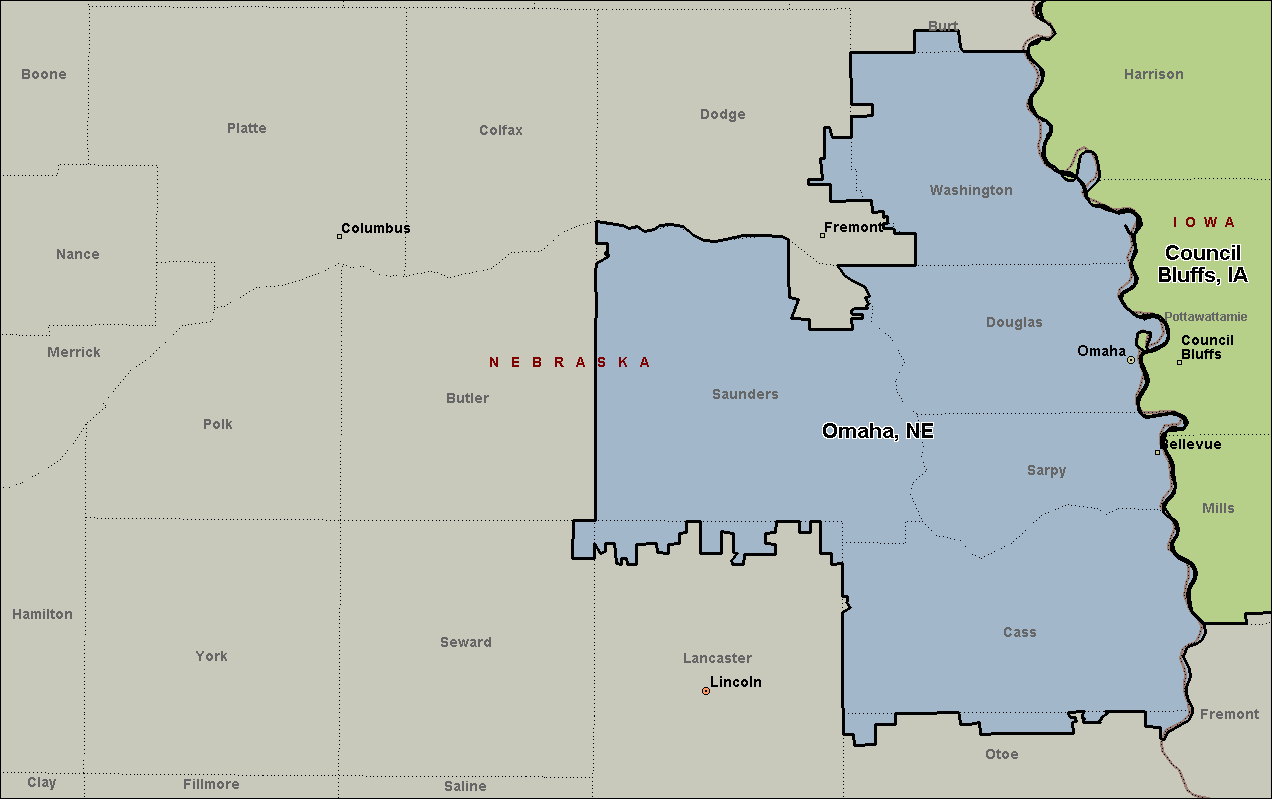 Burt
Boone
Harrison
Dodge
Platte
Colfax
Washington
IOWA
Columbus
Fremont
Nance
Council
Bluffs, IA
Pottawattamie
Douglas
Council
Bluffs
Omaha
Merrick
NEBRASKA
Saunders
Butler
Polk
Omaha, NE
Bellevue
Sarpy
Mills
Hamilton
Cass
Seward
York
Lancaster
Lincoln
Fremont
Otoe
Clay
Fillmore
Saline